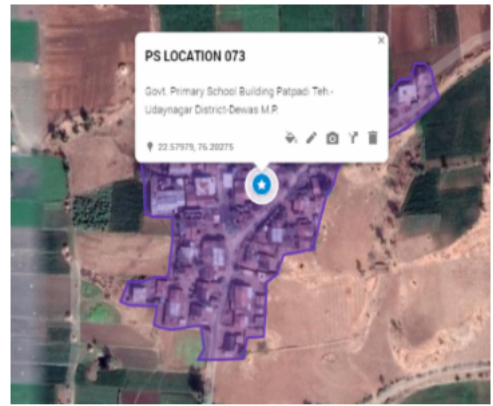 PS LOCATION 073
Govt. Primary School Building Patpadi Teh.-
Udaynagar District-Dewas M.P.
22.57979, 76.20275